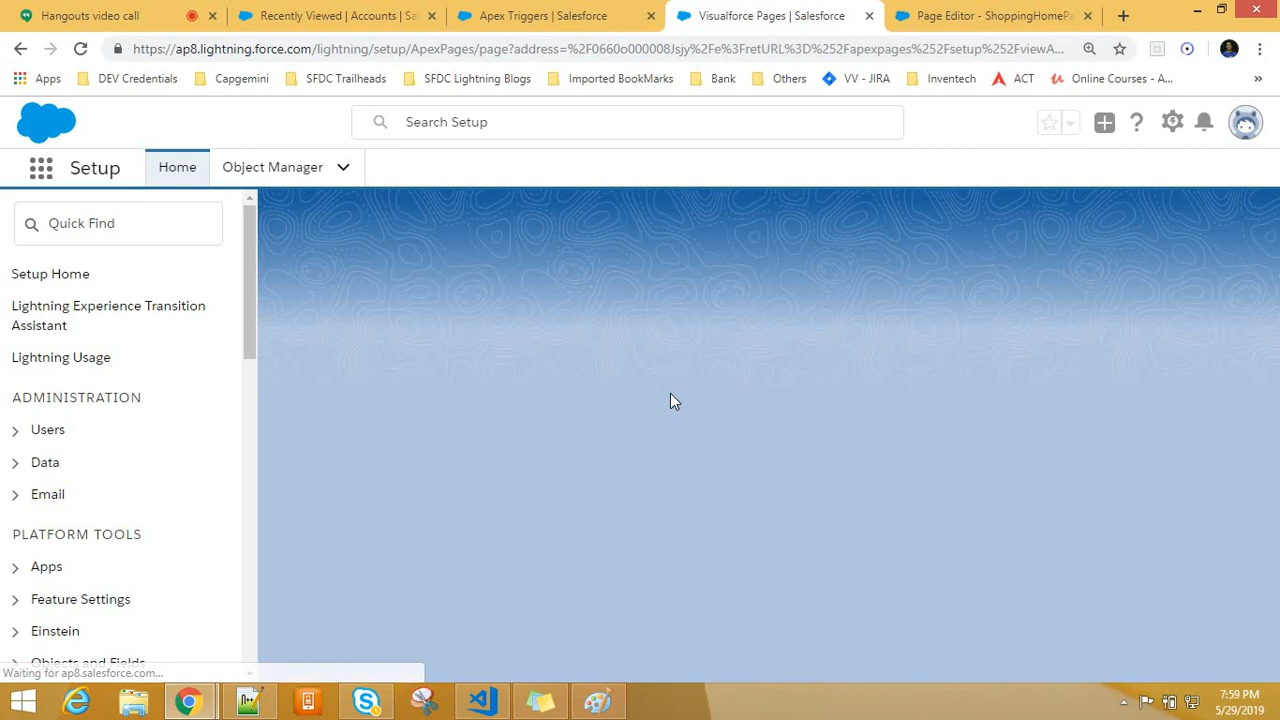 Hangouts video call
Recently Viewed | Accounts | Sal
Apex Triggers | Salesforce
Visualforce Pages | Salesforce
Page Editor - ShoppingHomePa
https://ap8.lightning.force.com/lightning/setup/ApexPages/page?address=%2F0660o000008Jsjy%2Fe%3FretURL%3D%252Fapexpages%252Fsetup%252FviewA...
Apps
DEV Credentials
Capgemini
SFDC Trailheads
SFDC Lightning Blogs
Imported BookMarks
Bank
Others
VV - JIRA
Inventech
ACT
Online Courses - A...
Search Setup
Setup
Home
Object Manager
Quick Find
Setup Home
Lightning Experience Transition
Assistant
Lightning Usage
ADMINISTRATION
Users
Data
Email
PLATFORM TOOLS
Apps
Feature Settings
Einstein
Objects and Fields
Waiting for ap8.salesforce.com...
7:59 PM
5/29/2019